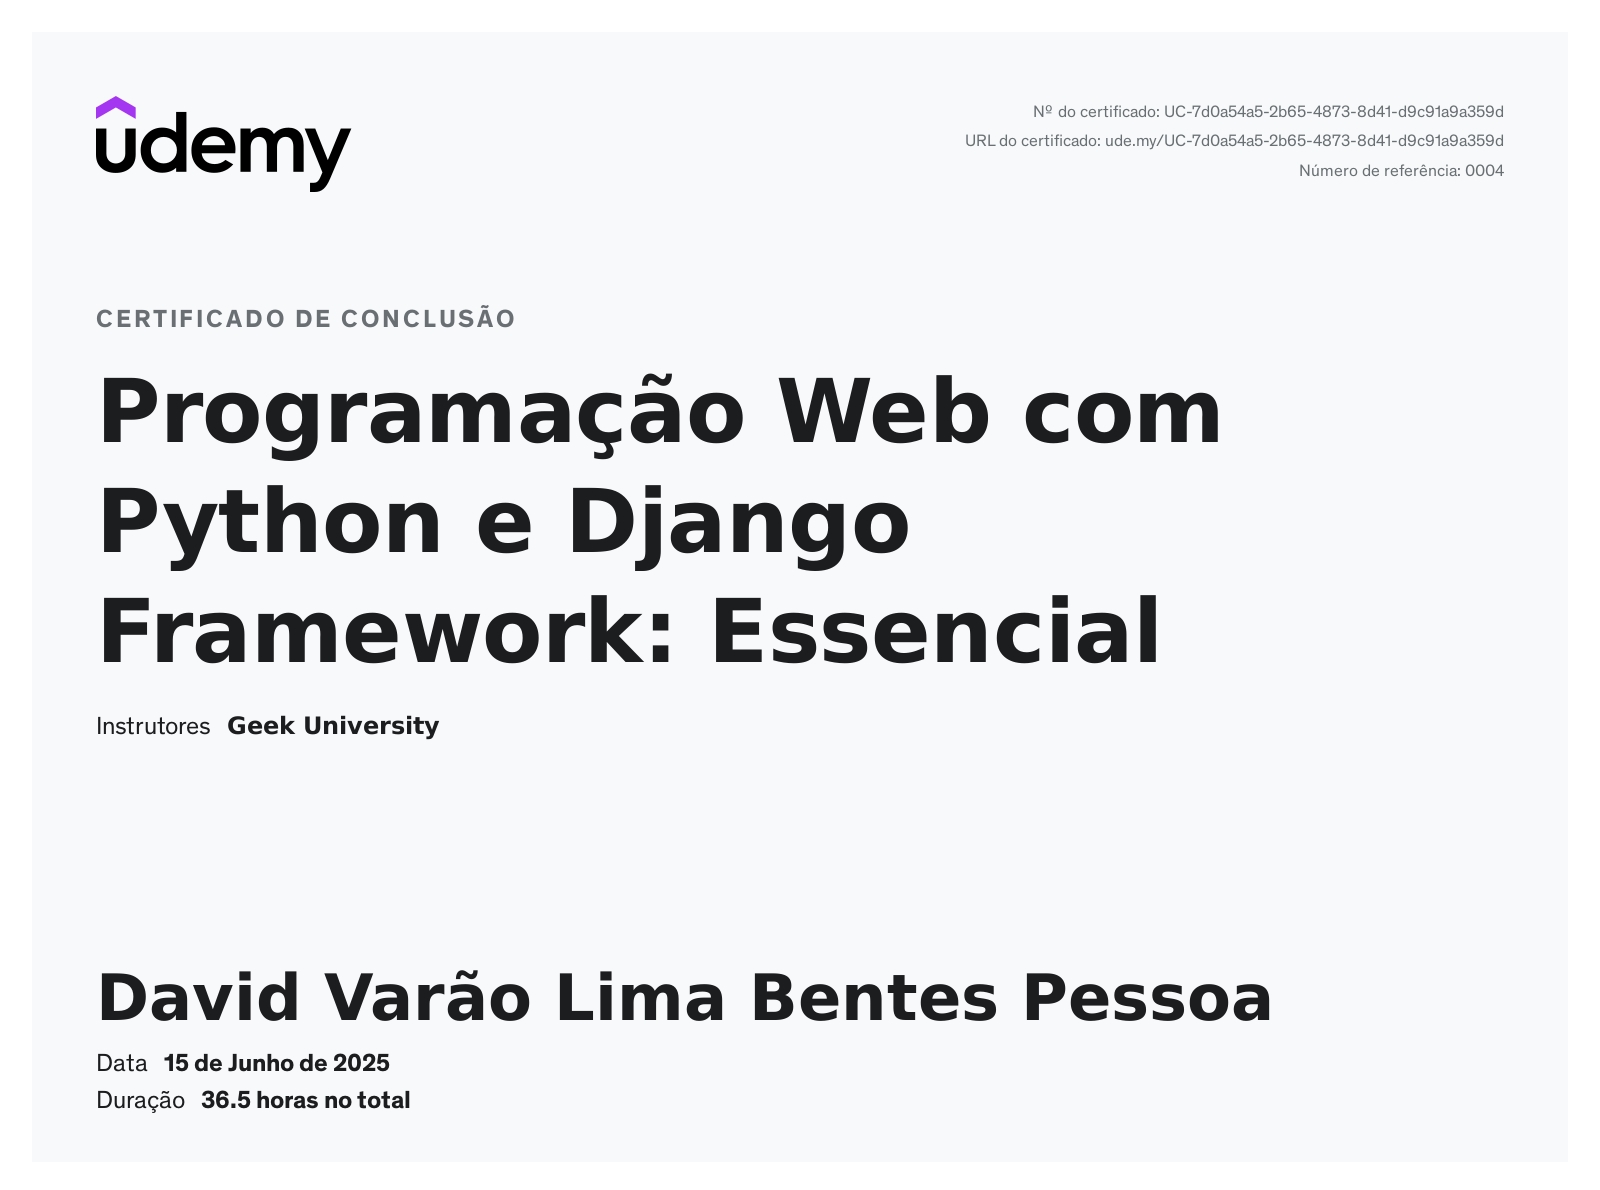 udemy
Nº do certificado: UC-7d0a54a5-2b65-4873-8d41-d9c91a9a359d
URL do certificado: ude.my/UC-7d0a54a5-2b65-4873-8d41-d9c91a9a359d
Número de referência: 0004
CERTIFICADO DE CONCLUSÃO
Programação Web com
Python e Django
Framework: Essencial
Instrutores Geek University
David Varão Lima Bentes Pessoa
Data 15 de Junho de 2025
Duração 36.5 horas no total